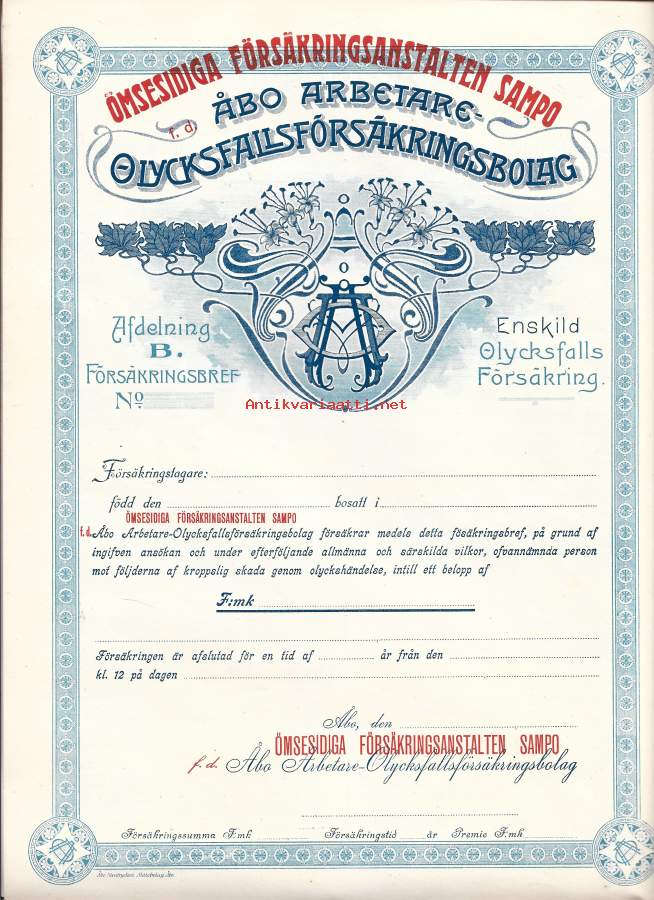 ÖMSESIDIGA FÖRSÄKRINGSANSTALTEN SAMPO
f. d. ÅBO ARBETARE-
OLYCKSFALLSFÖRSÄKRINGSBOLAG
Afdelning
B.
FÖRSÄKRINGSBREF
No
Enskild
Olycksfalls
Försäkring.
Antikvariaatti.net
Försäkringstagare:
född den bosatt i
ÖMSESIDIGA FÖRSÄKRINGSANSTALTEN SAMPO
f. d. Åbo Arbetare-Olycksfallsförsäkringsbolag försäkrar medels detta fösäkringsbref, på grund af
ingifven ansökan och under efterföljande allmänna och särskilda vilkor, ofvannämnda person
mot följderna af kroppslig skada genom olyckshändelse, intill ett belopp af
F:mk
Försäkringen är afslutad för en tid af år från den
kl. 12 på dagen
Åbo, den
ÖMSESIDIGA FÖRSÄKRINGSANSTALTEN SAMPO
f. d. Åbo Arbetare-Olycksfallsförsäkringsbolag
Försäkringssumma F:mk Försäkringstid år Premie F:mk